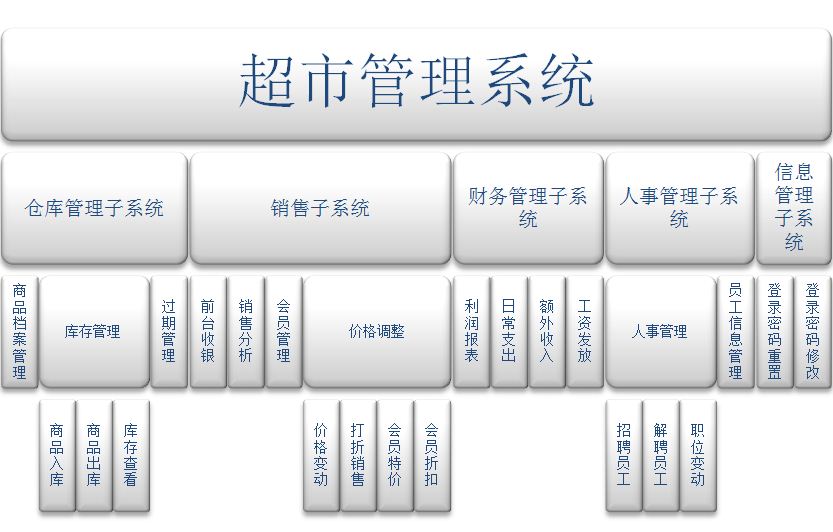 超市管理系统
仓库管理子系统
销售子系统
财务管理子系
统
人事管理子系
统
信息
管理
子系
统
商品档案管理
库存管理
过期管理
前台收银
销售分析
会员管理
价格调整
利润报表
日常支出
额外收入
工资发放
人事管理
员工信息管理
登录密码重置
登录密码修改
商品入库
商品出库
库存查看
价格变动
打折销售
会员特价
会员折扣
招聘员工
解聘员工
职位变动